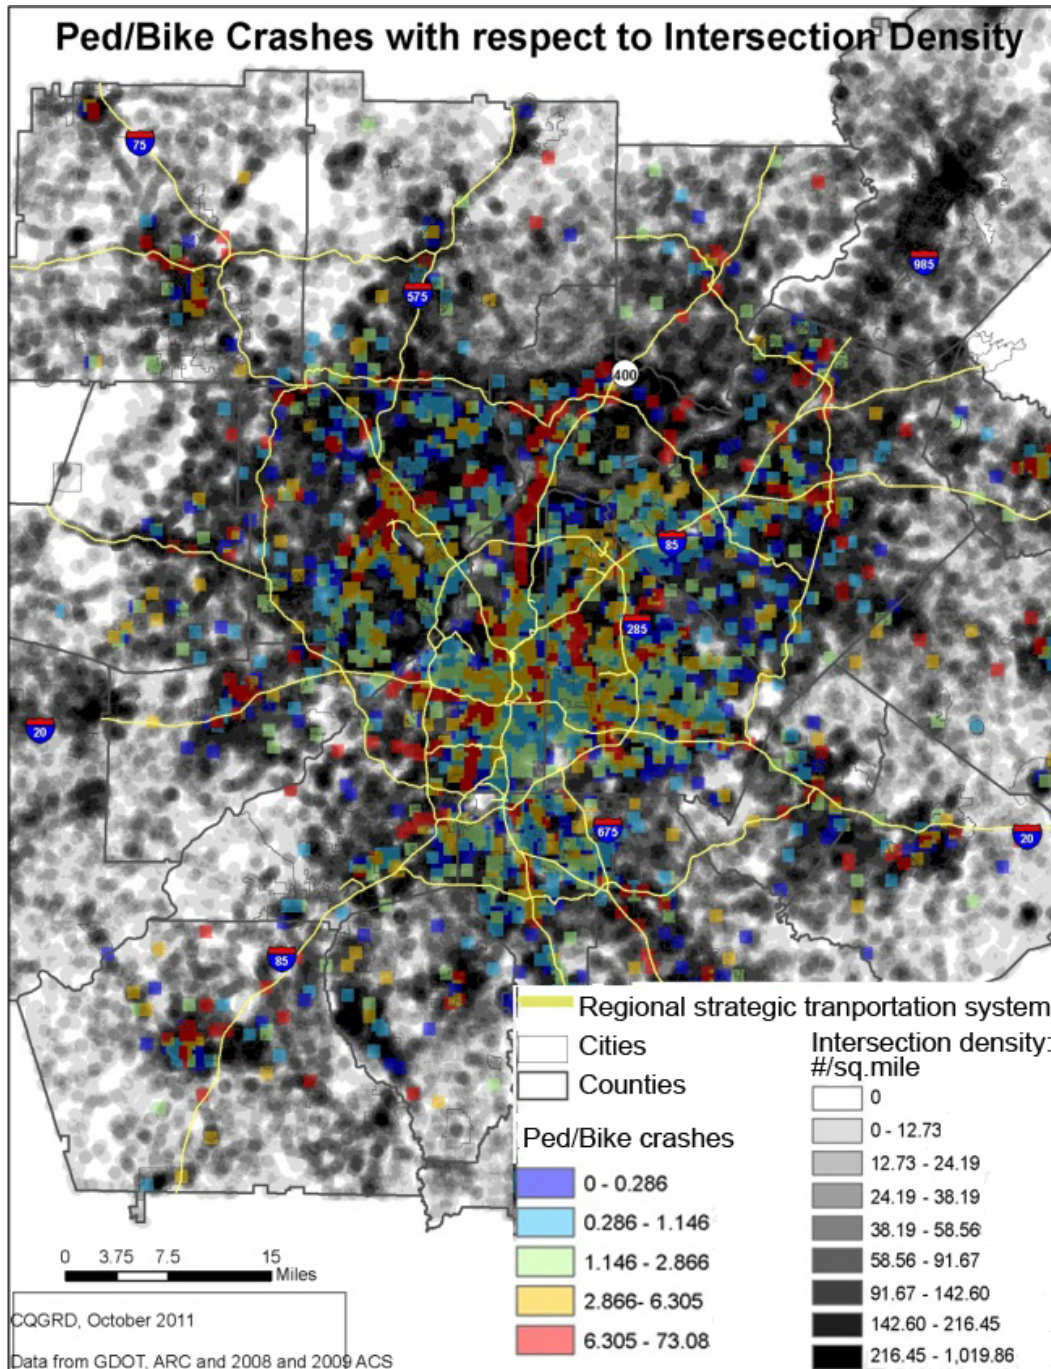 Ped/Bike Crashes with respect to Intersection Density
75
985
575
400
85
285
20
675
20
85
Regional strategic tranportation system
Cities
Counties
Ped/Bike crashes
0 - 0.286
0.286 - 1.146
1.146 - 2.866
2.866- 6.305
6.305 - 73.08
Intersection density:
#/sq.mile
0
0 - 12.73
12.73 - 24.19
24.19 - 38.19
38.19 - 58.56
58.56 - 91.67
91.67 - 142.60
142.60 - 216.45
216.45 - 1,019.86
0 3.75 7.5 15
Miles
CQGRD, October 2011
Data from GDOT, ARC and 2008 and 2009 ACS